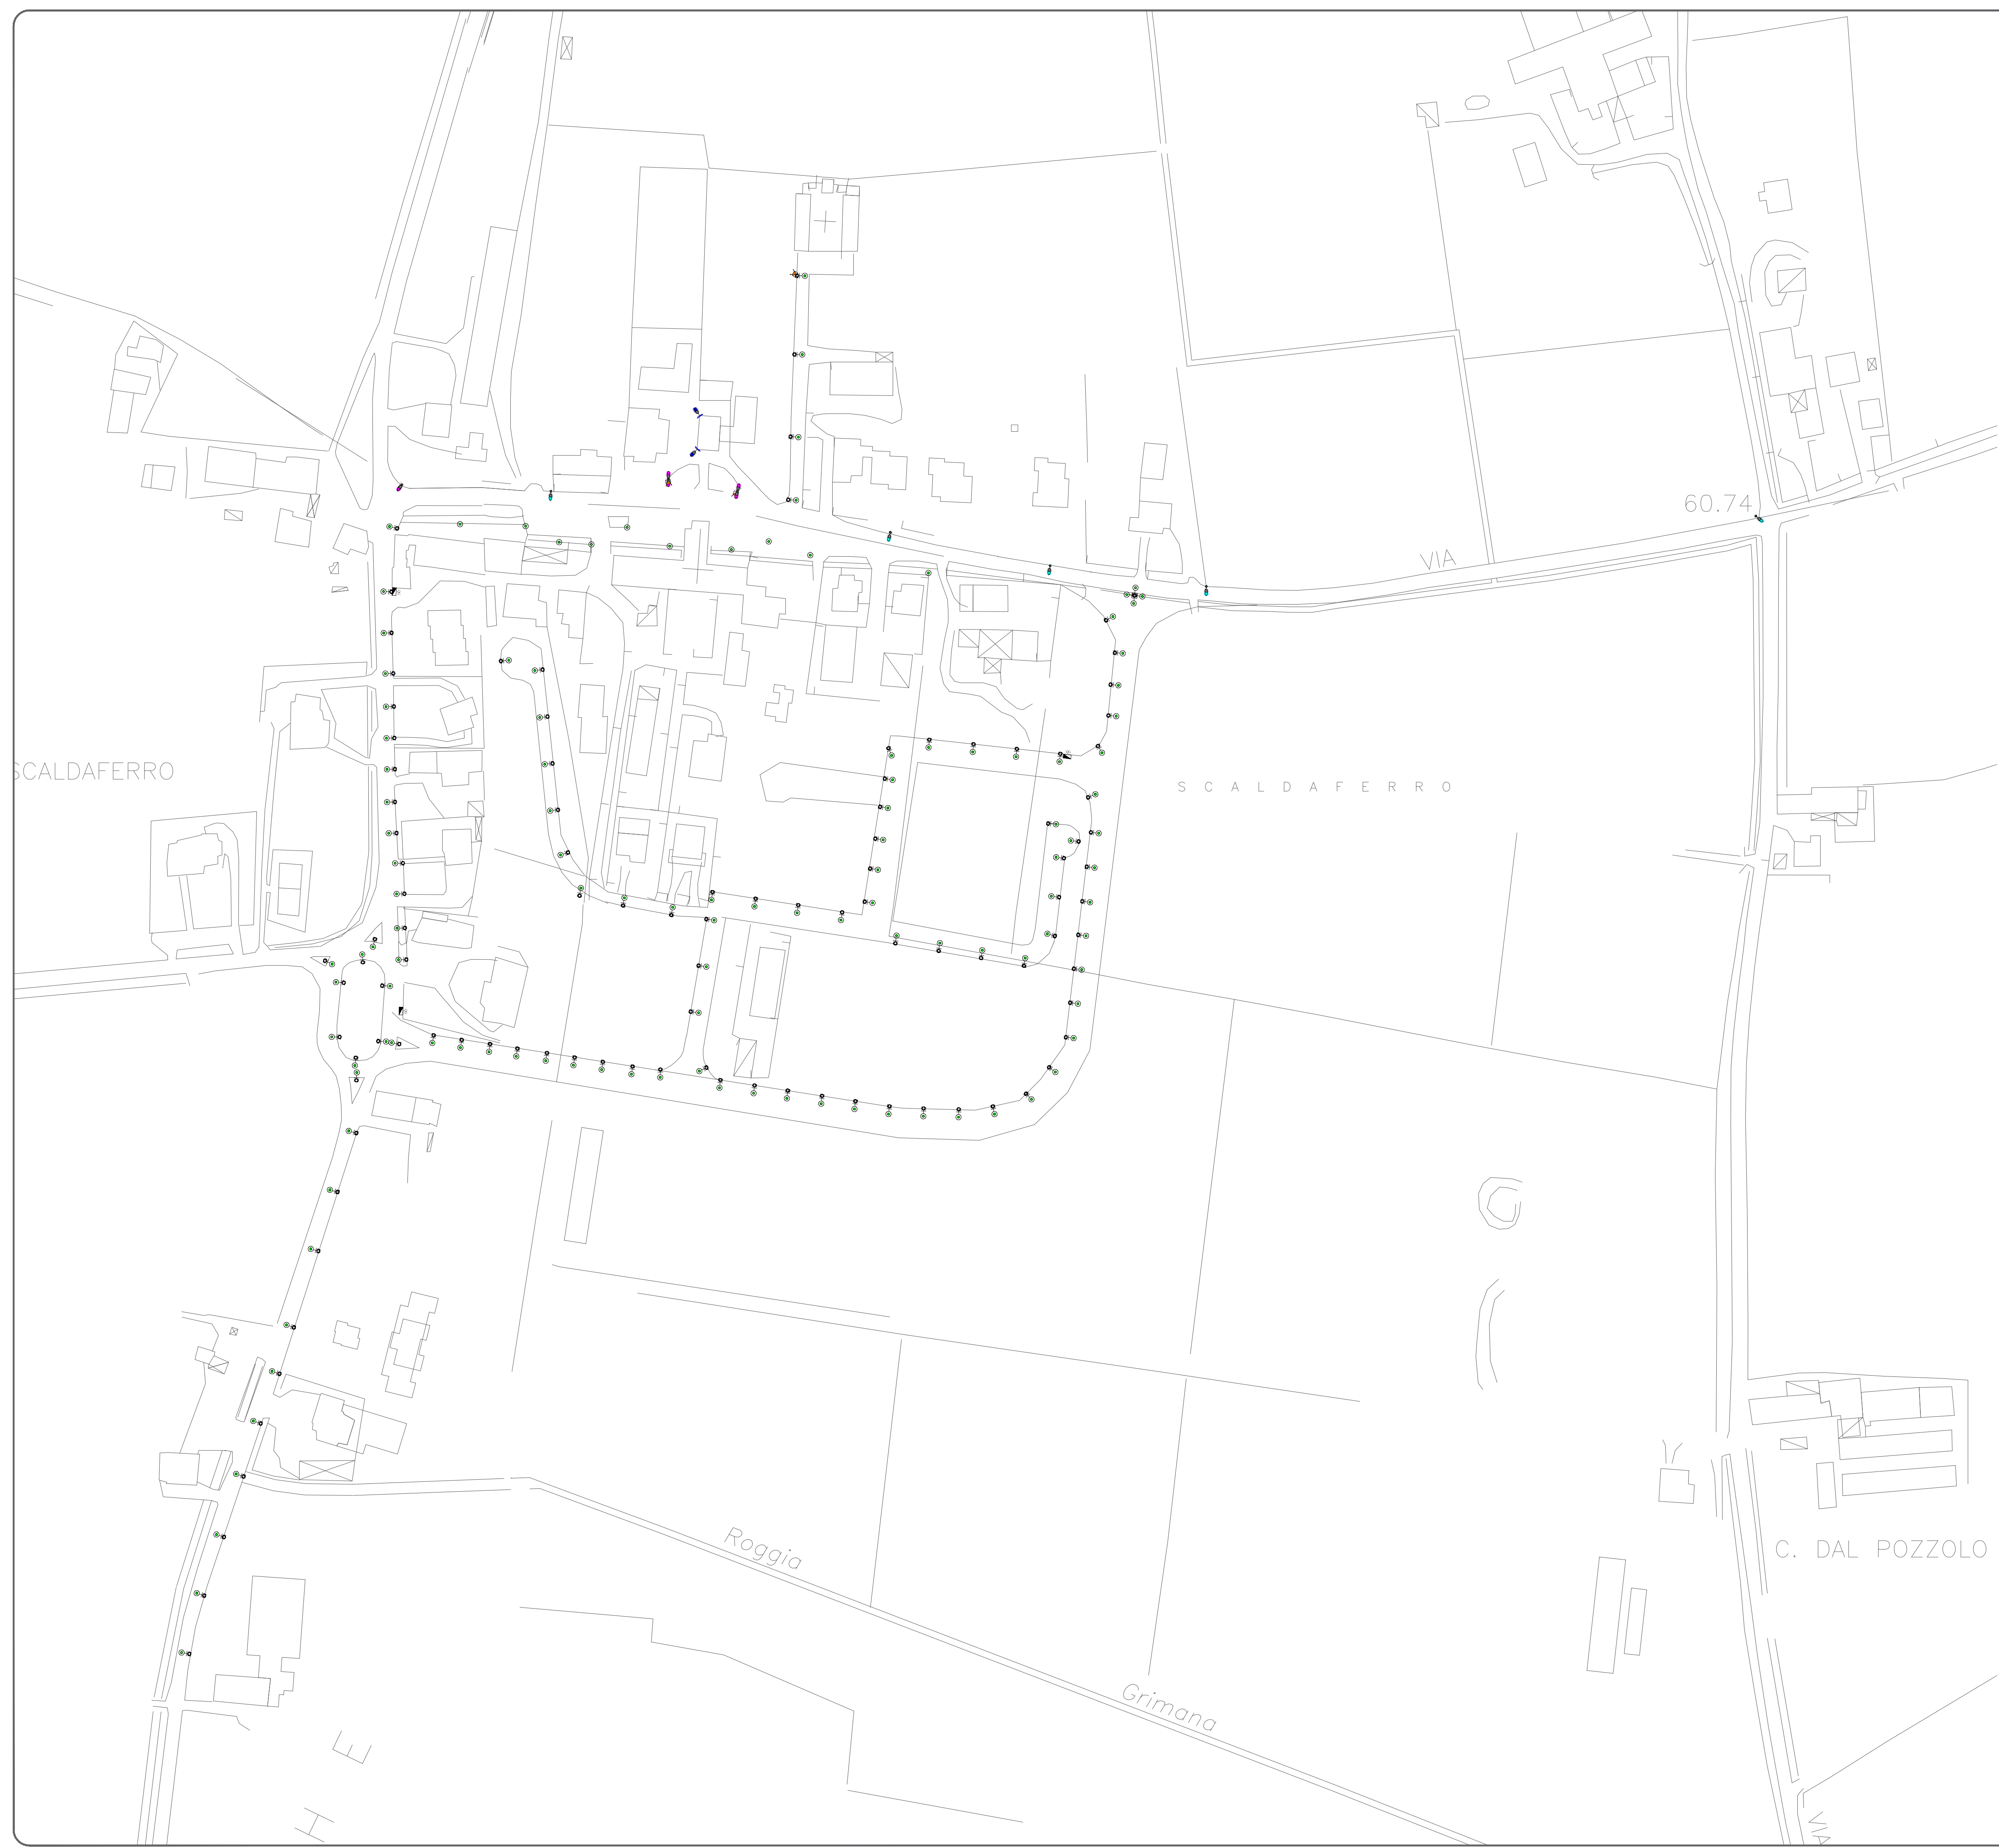 60.74
VIA
SCALDAFERRO
S C A L D A F E R R O
Roggia
C. DAL POZZOLO
Grimana
E
H
VIA